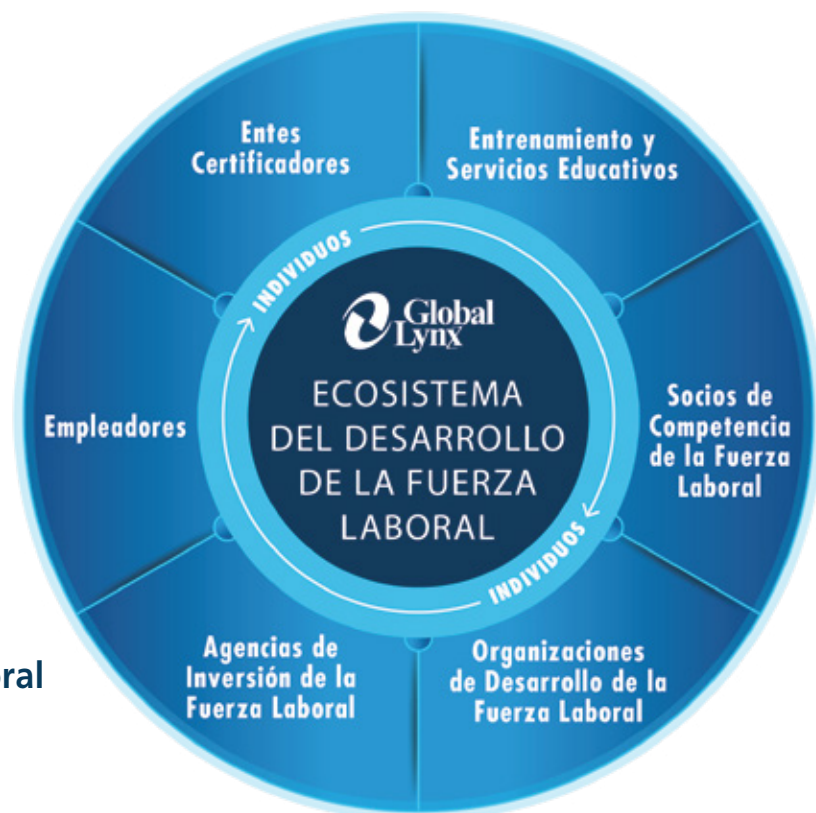 Entes
Certificadores
Entrenamiento y
Servicios Educativos
INDIVIDUOS
Global
Lynx
ECOSISTEMA
DEL DESARROLLO
DE LA FUERZA
LABORAL
Empleadores
Socios de
Competencia
de la Fuerza
Laboral
INDIVIDUOS
Agencias de
Inversión de la
Fuerza Laboral
Organizaciones
de Desarrollo de la
Fuerza Laboral
oral